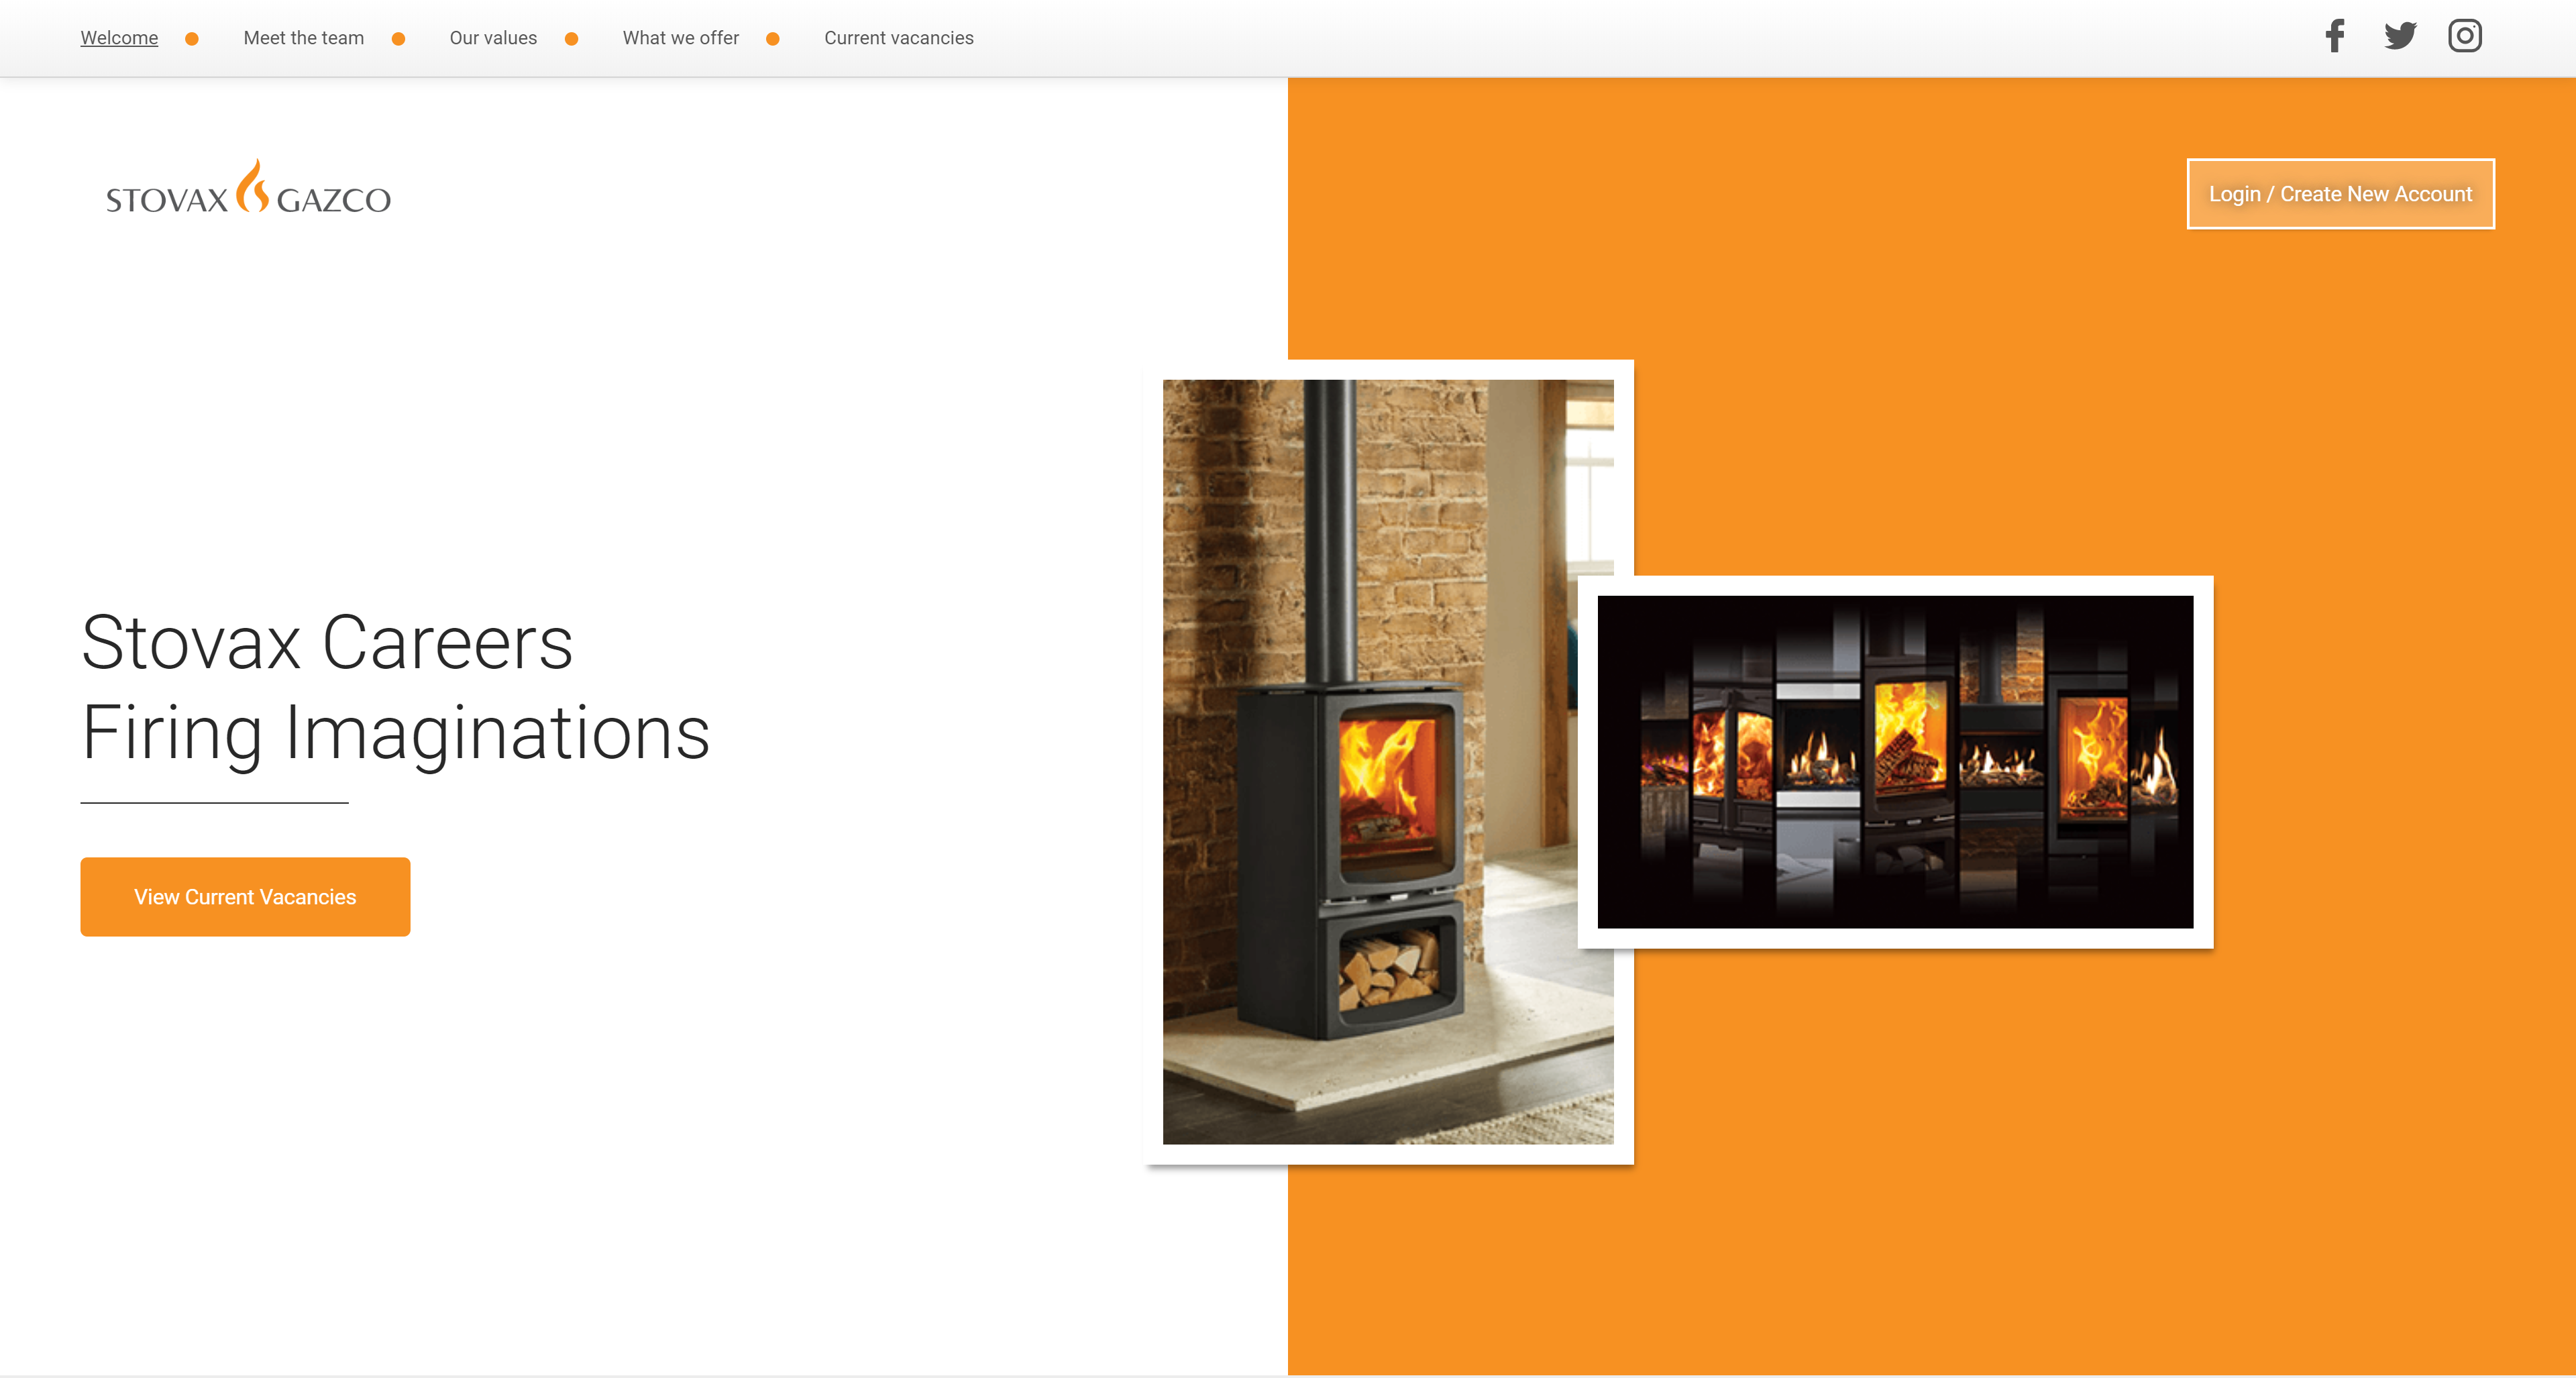 Welcome
Meet the team
Our values
What we offer
Current vacancies
STOVAX GAZCO
Login / Create New Account
Stovax Careers
Firing Imaginations
View Current Vacancies